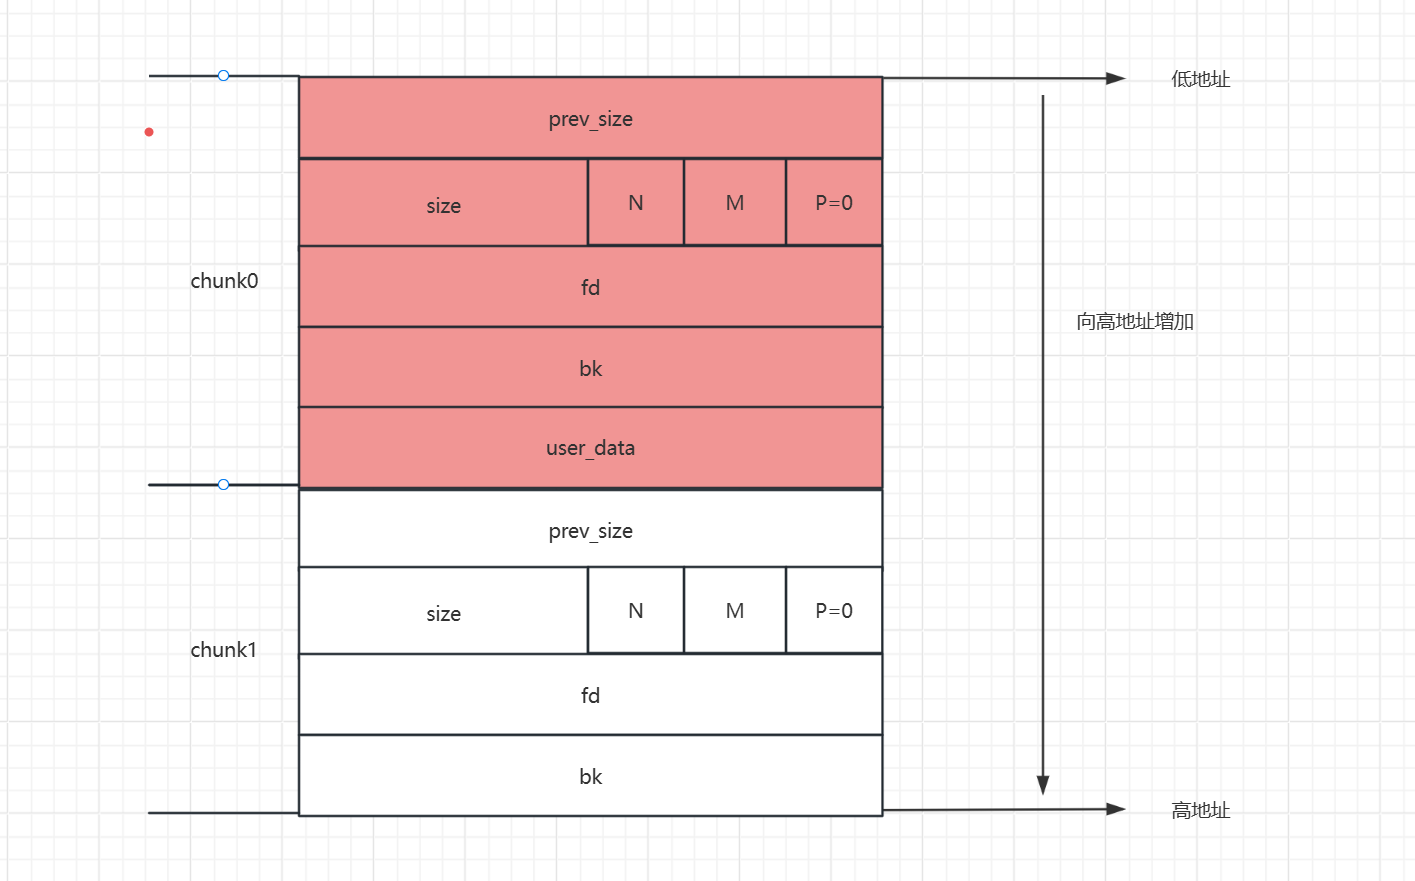 低地址
prev_size
size
N
M
P=0
chunk0
fd
向高地址增加
bk
user_data
prev_size
size
N
M
P=0
chunk1
fd
bk
高地址